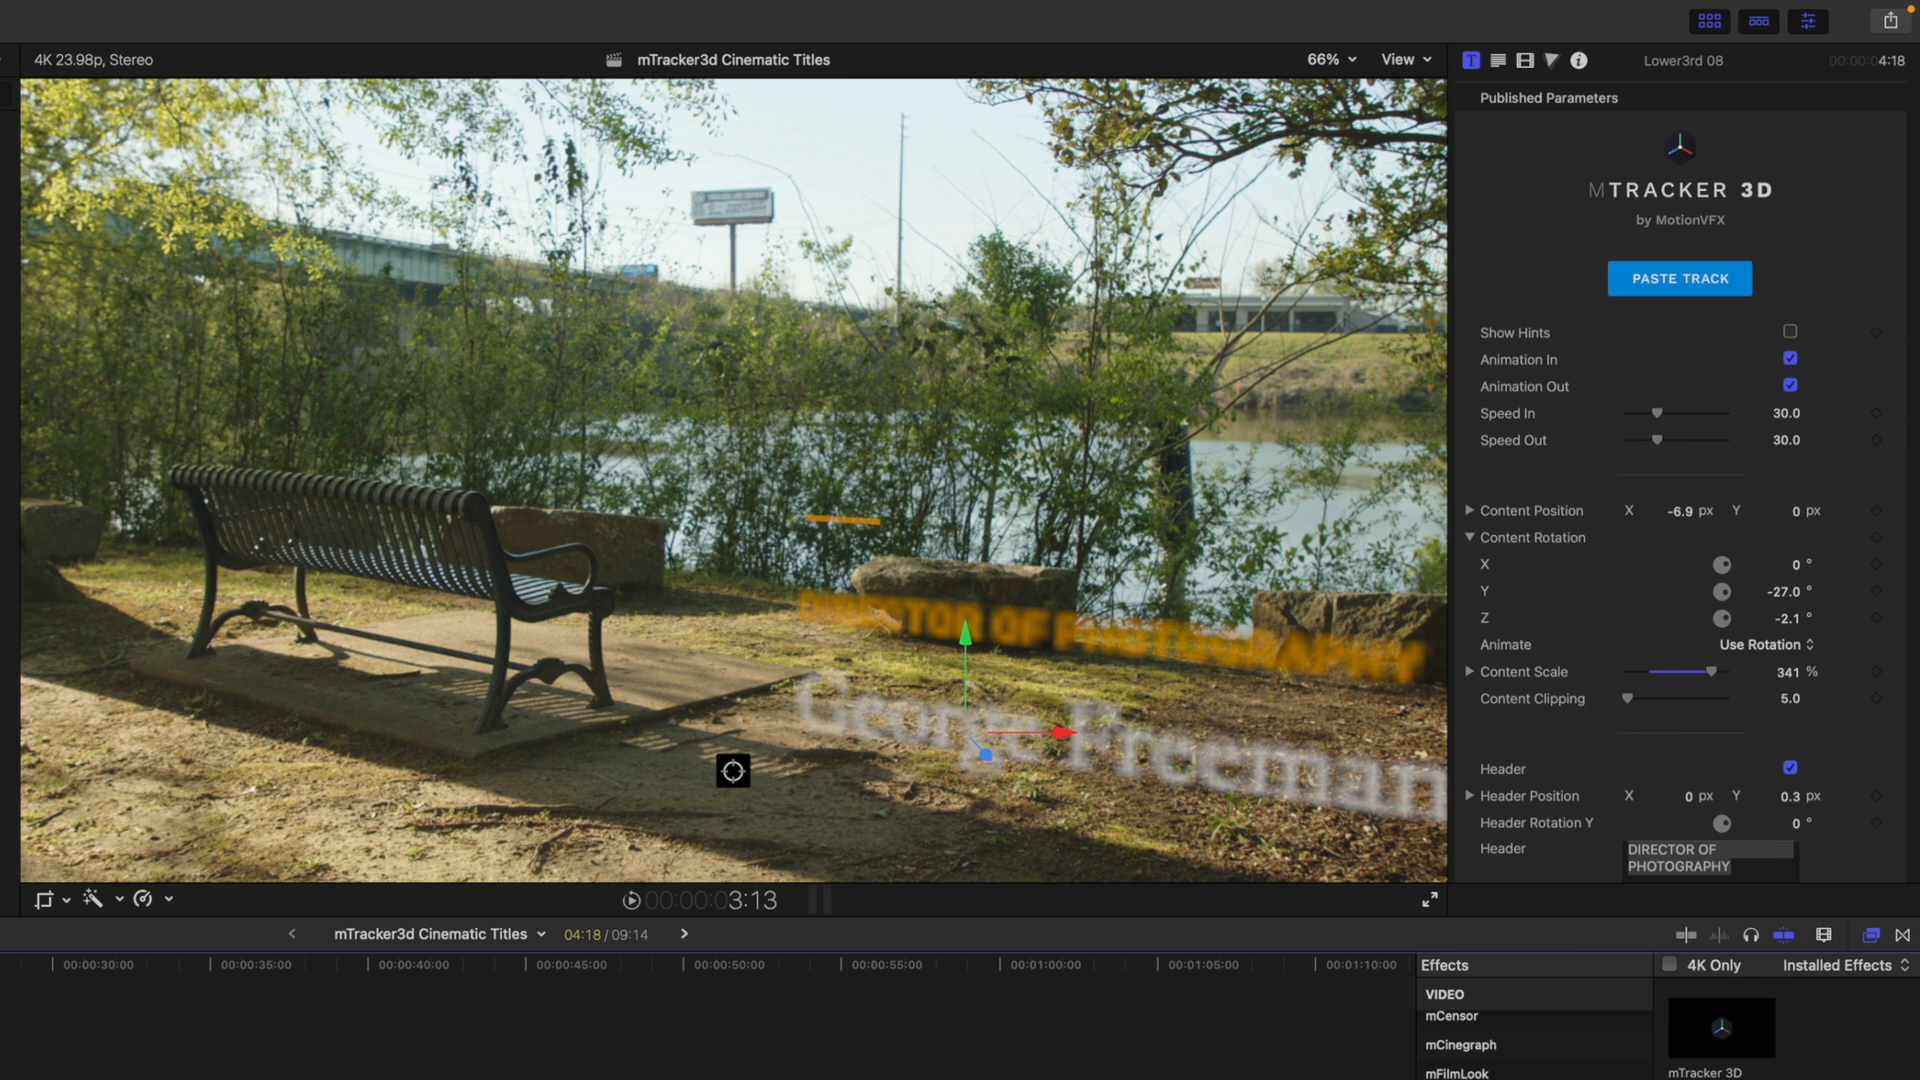 4K 23.98p, Stereo
mTracker3d Cinematic Titles
66%
View
T
Lower3rd 08
00:00:04:18
Published Parameters
MTRACKER 3D
by MotionVFX
PASTE TRACK
Show Hints
Animation In
Animation Out
Speed In 30.0
Speed Out 30.0
Content Position X -6.9 px Y 0 px
Content Rotation
X 0 °
Y -27.0 °
Z -2.1 °
Animate Use Rotation
Content Scale 341 %
Content Clipping 5.0
Header
Header Position X 0 px Y 0.3 px
Header Rotation Y 0 °
Header DIRECTOR OF
PHOTOGRAPHY
DIRECTOR OF PHOTOGRAPHY
George Freeman
00:00:03:13
mTracker3d Cinematic Titles
04:18 / 09:14
00:00:30:00
00:00:35:00
00:00:40:00
00:00:45:00
00:00:50:00
00:00:55:00
00:01:00:00
00:01:05:00
00:01:10:00
Effects
4K Only
Installed Effects
VIDEO
mCensor
mCinegraph
mFilmLook
mTracker 3D